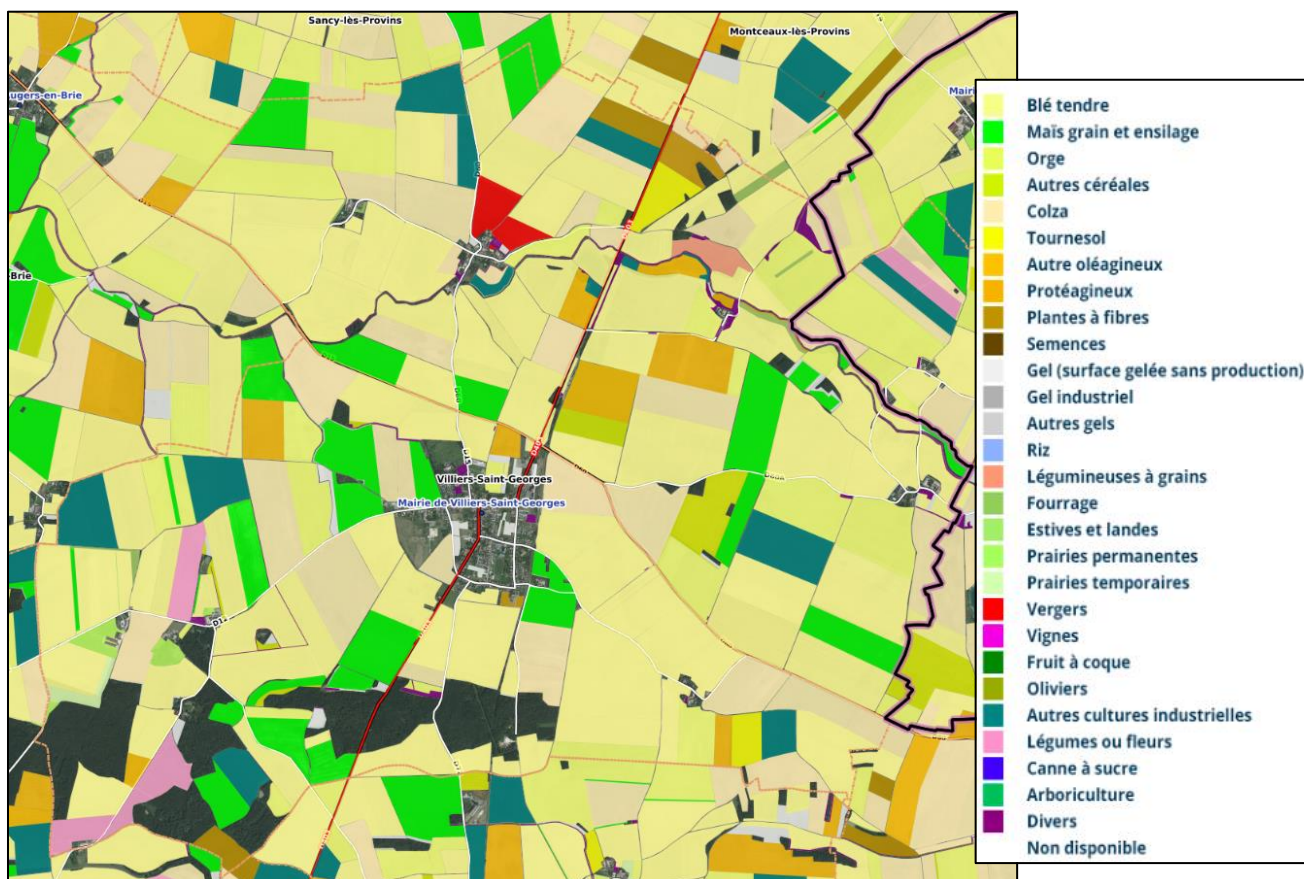 Sancy-lès-Provins
Montceaux-lès-Provins
ugers-en-Brie
Mairi
-Brie
Villiers-Saint-Georges
Mairie de Villiers-Saint-Georges
D15
Blé tendre
Maïs grain et ensilage
Orge
Autres céréales
Colza
Tournesol
Autre oléagineux
Protéagineux
Plantes à fibres
Semences
Gel (surface gelée sans production)
Gel industriel
Autres gels
Riz
Légumineuses à grains
Fourrage
Estives et landes
Prairies permanentes
Prairies temporaires
Vergers
Vignes
Fruit à coque
Oliviers
Autres cultures industrielles
Légumes ou fleurs
Canne à sucre
Arboriculture
Divers
Non disponible